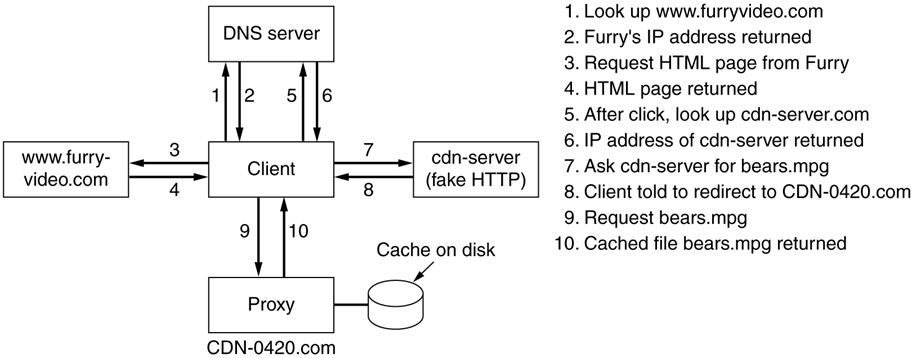 DNS server
1
2
5
6
www.furry-
video.com
3
4
Client
7
8
cdn-server
(fake HTTP)
9
10
Cache on disk
Proxy
CDN-0420.com
1. Look up www.furryvideo.com
2. Furry's IP address returned
3. Request HTML page from Furry
4. HTML page returned
5. After click, look up cdn-server.com
6. IP address of cdn-server returned
7. Ask cdn-server for bears.mpg
8. Client told to redirect to CDN-0420.com
9. Request bears.mpg
10. Cached file bears.mpg returned